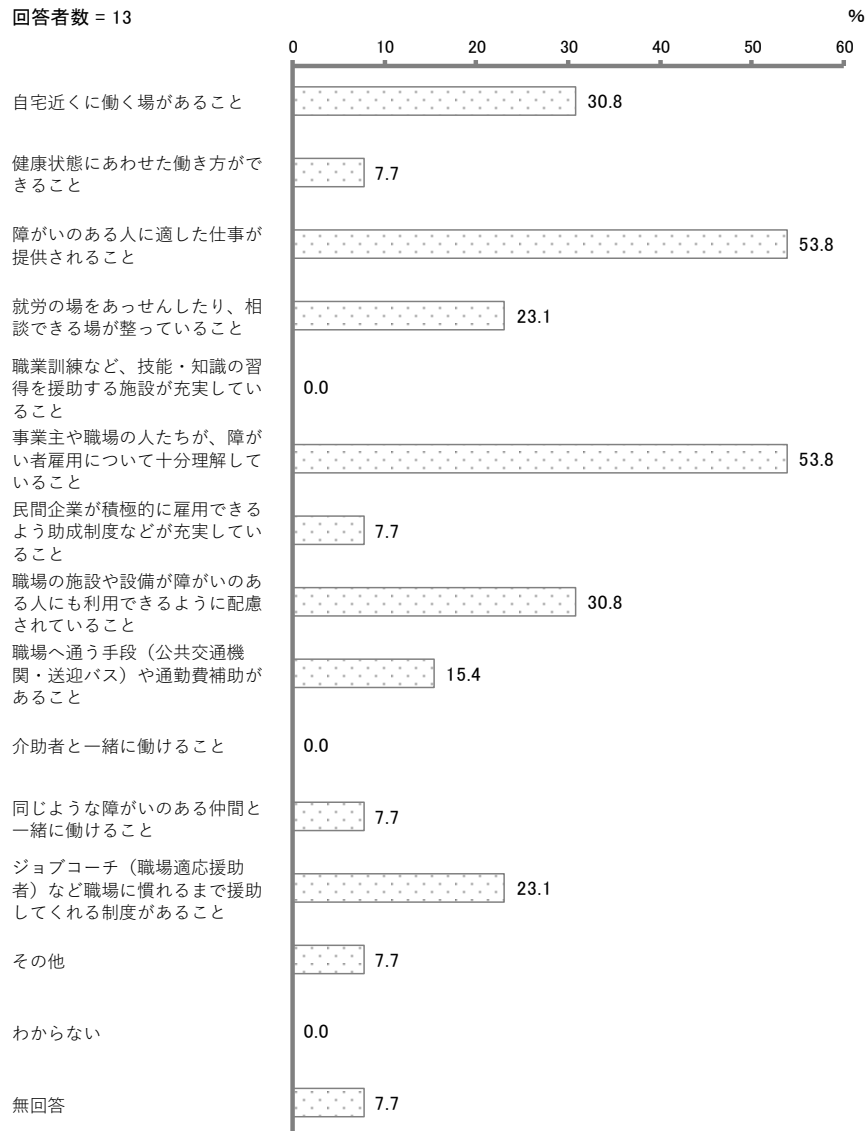 回答者数 = 13
%
0 10 20 30 40 50 60
自宅近くに働く場があること
30.8
健康状態にあわせた働き方がで
きること
7.7
障がいのある人に適した仕事が
提供されること
53.8
就労の場をあっせんしたり、相
談できる場が整っていること
23.1
職業訓練など、技能・知識の習
得を援助する施設が充実してい
ること
0.0
事業主や職場の人たちが、障が
い者雇用について十分理解して
いること
53.8
民間企業が積極的に雇用できる
よう助成制度などが充実してい
ること
7.7
職場の施設や設備が障がいのあ
る人にも利用できるように配慮
されていること
30.8
職場へ通う手段（公共交通機
関・送迎バス）や通勤費補助が
あること
15.4
介助者と一緒に働けること
0.0
同じような障がいのある仲間と
一緒に働けること
7.7
ジョブコーチ（職場適応援助
者）など職場に慣れるまで援助
してくれる制度があること
23.1
その他
7.7
わからない
0.0
無回答
7.7